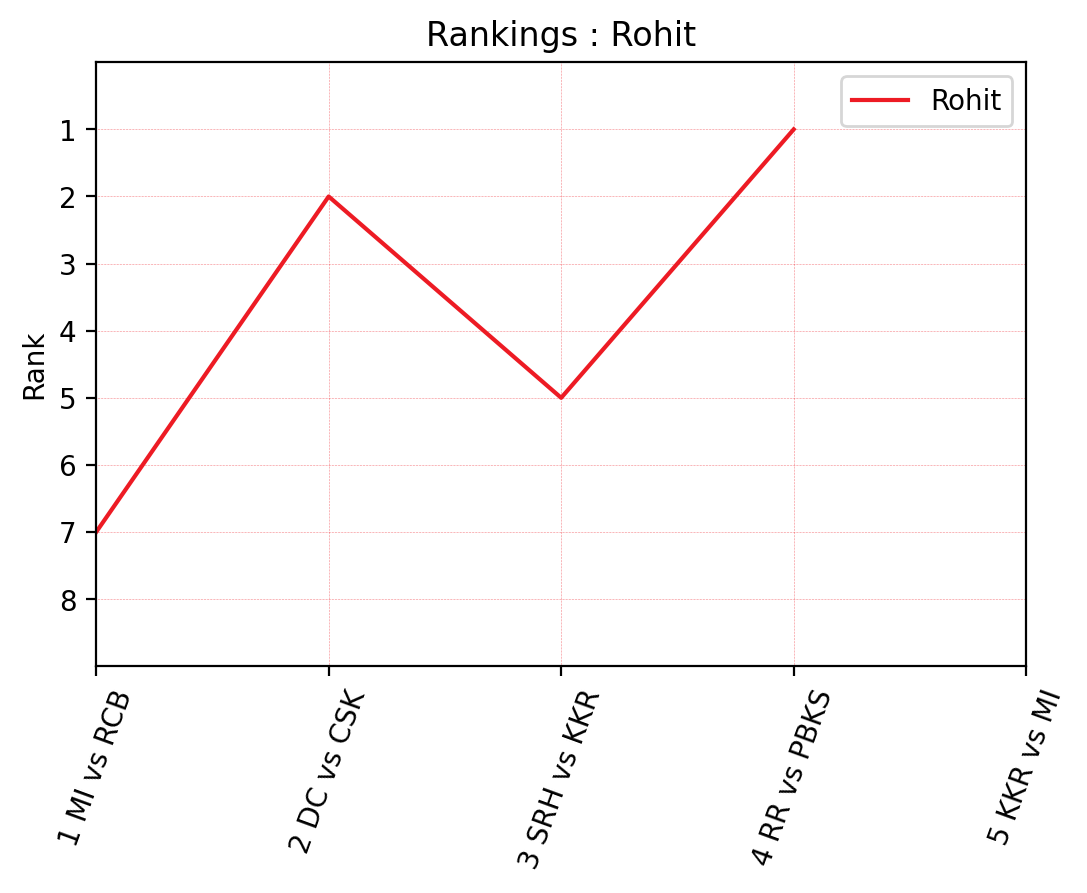 Rankings : Rohit
Rohit
Rank
1
2
3
4
5
6
7
8
1 MI vs RCB
2 DC vs CSK
3 SRH vs KKR
4 RR vs PBKS
5 KKR vs MI